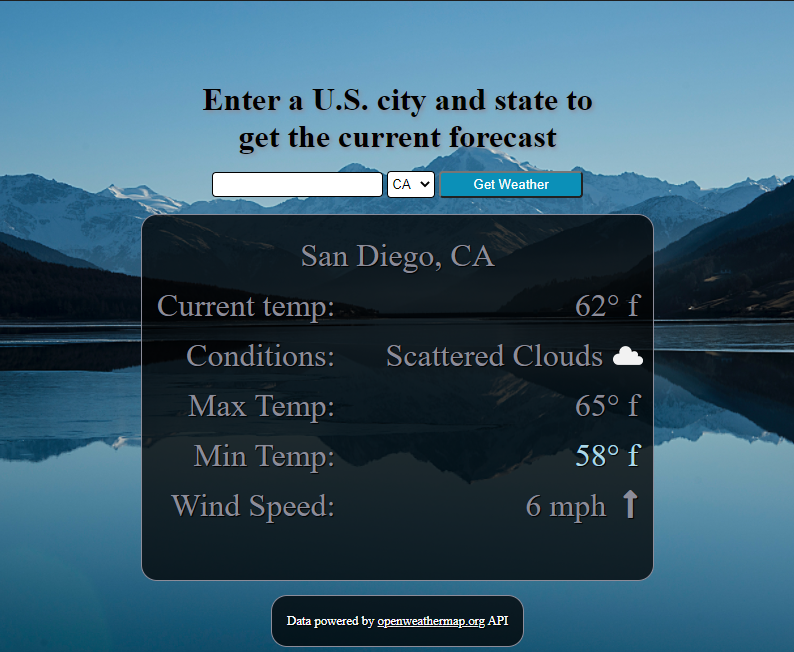 Enter a U.S. city and state to
get the current forecast
CA Get Weather
San Diego, CA
Current temp: 62° f
Conditions: Scattered Clouds
Max Temp: 65° f
Min Temp: 58° f
Wind Speed: 6 mph
Data powered by openweathermap.org API